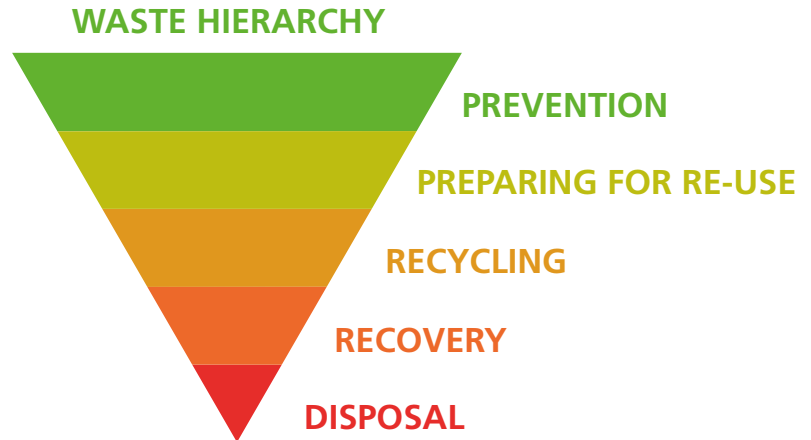 WASTE HIERARCHY
PREVENTION
PREPARING FOR RE-USE
RECYCLING
RECOVERY
DISPOSAL